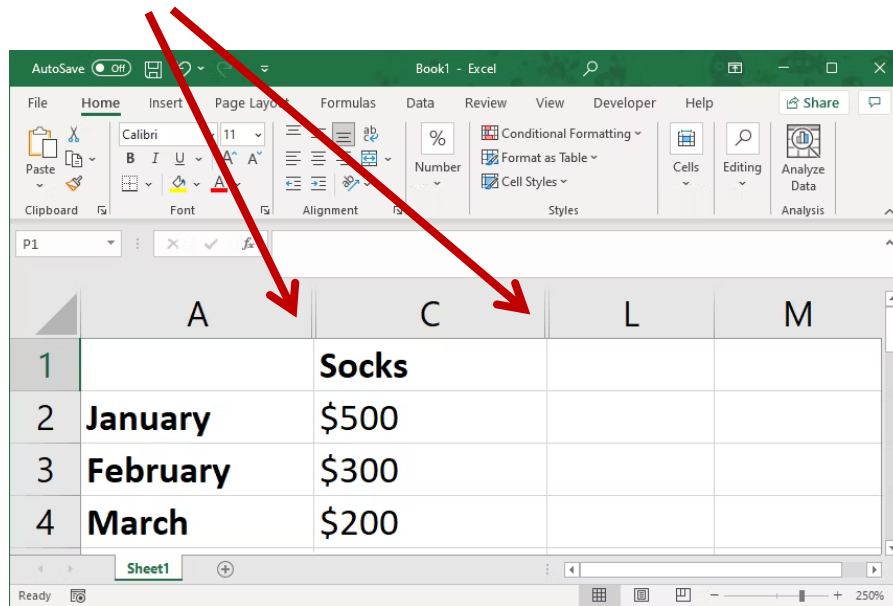 AutoSave Off Book1 - Excel
File Home Insert Page Layout Formulas Data Review View Developer Help Share
Calibri 11 ab % Conditional Formatting
Paste B I U A A Number Format as Table Cells Editing Analyze Data
A Cell Styles
Clipboard Font Alignment Styles Analysis
P1 fx
A C L M
1 Socks
2 January $500
3 February $300
4 March $200
Sheet1
Ready 250%